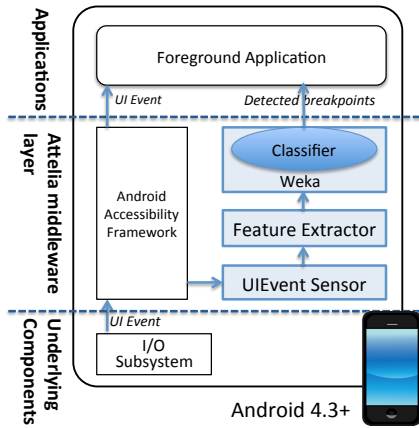 Applications
Foreground Application
UI Event
Detected breakpoints
Attelia middleware
layer
Android
Accessibility
Framework
Classifier
Weka
Feature Extractor
UIEvent Sensor
Underlying
Components
UI Event
I/O
Subsystem
Android 4.3+